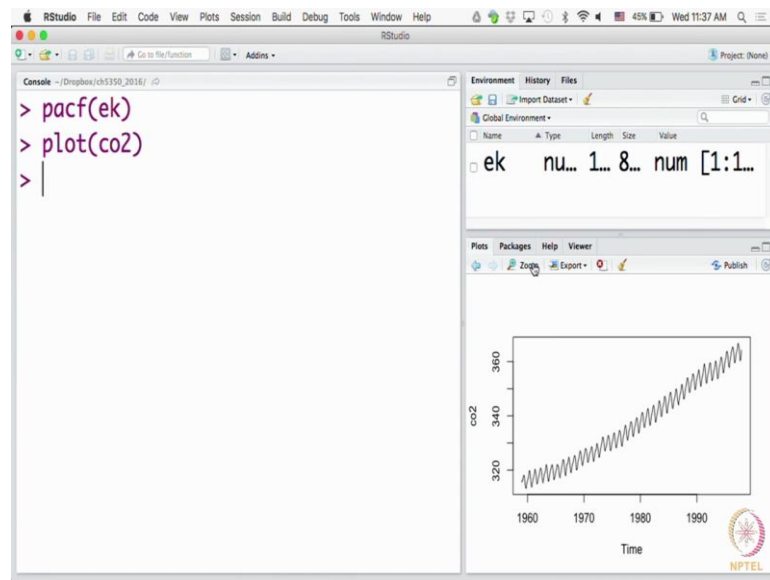 RStudio File Edit Code View Plots Session Build Debug Tools Window Help 45% Wed 11:37 AM
RStudio
Go to file/function Addins Project: (None)
Console ~/Dropbox/ch5350_2016/
> pacf(ek)
> plot(co2)
>
Environment History Files
Import Dataset Grid
Global Environment
Name Type Length Size Value
ek nu... 1... 8... num [1:1...
Plots Packages Help Viewer
Zoom Export Publish
co2
360
340
320
1960 1970 1980 1990
Time
NPTEL